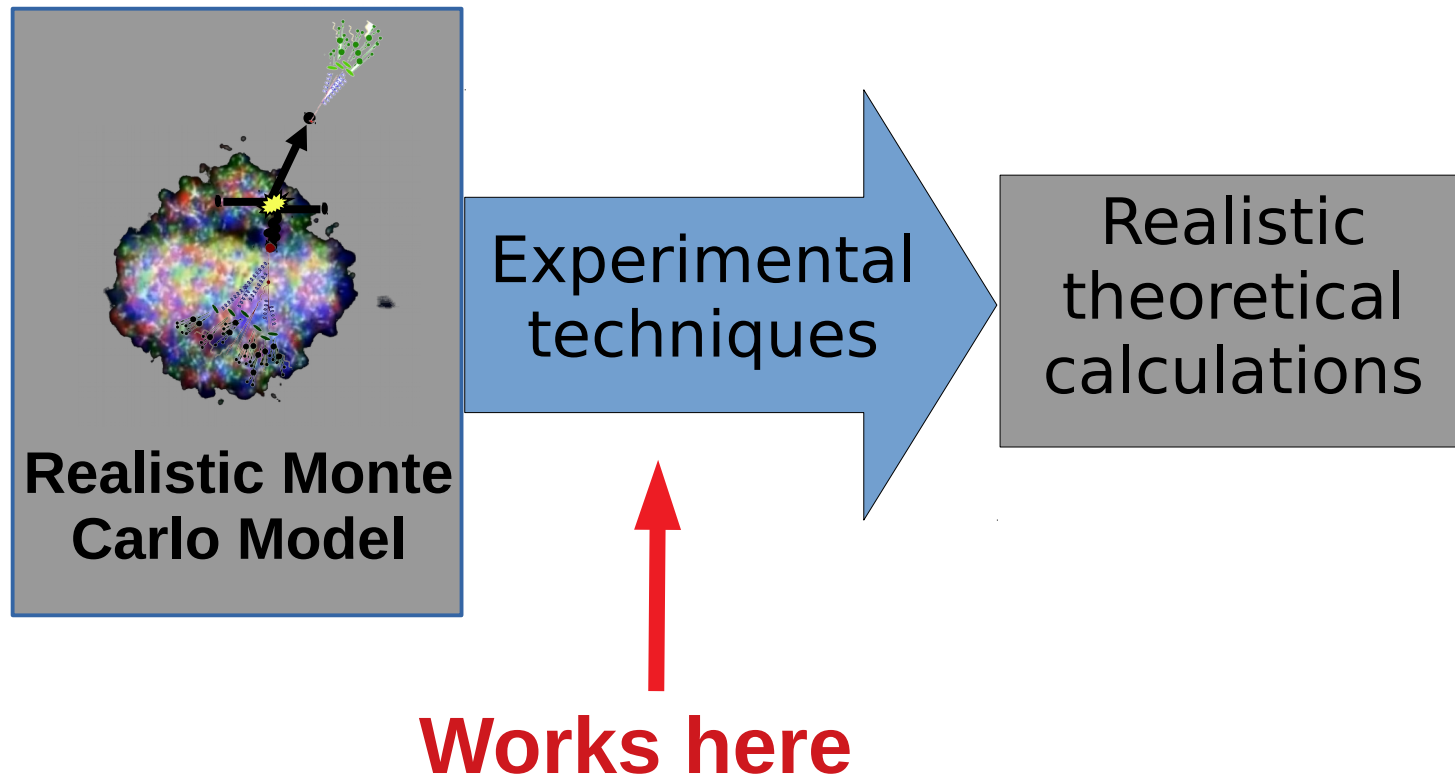 Realistic Monte
Carlo Model
Experimental
techniques
Realistic
theoretical
calculations
Works here